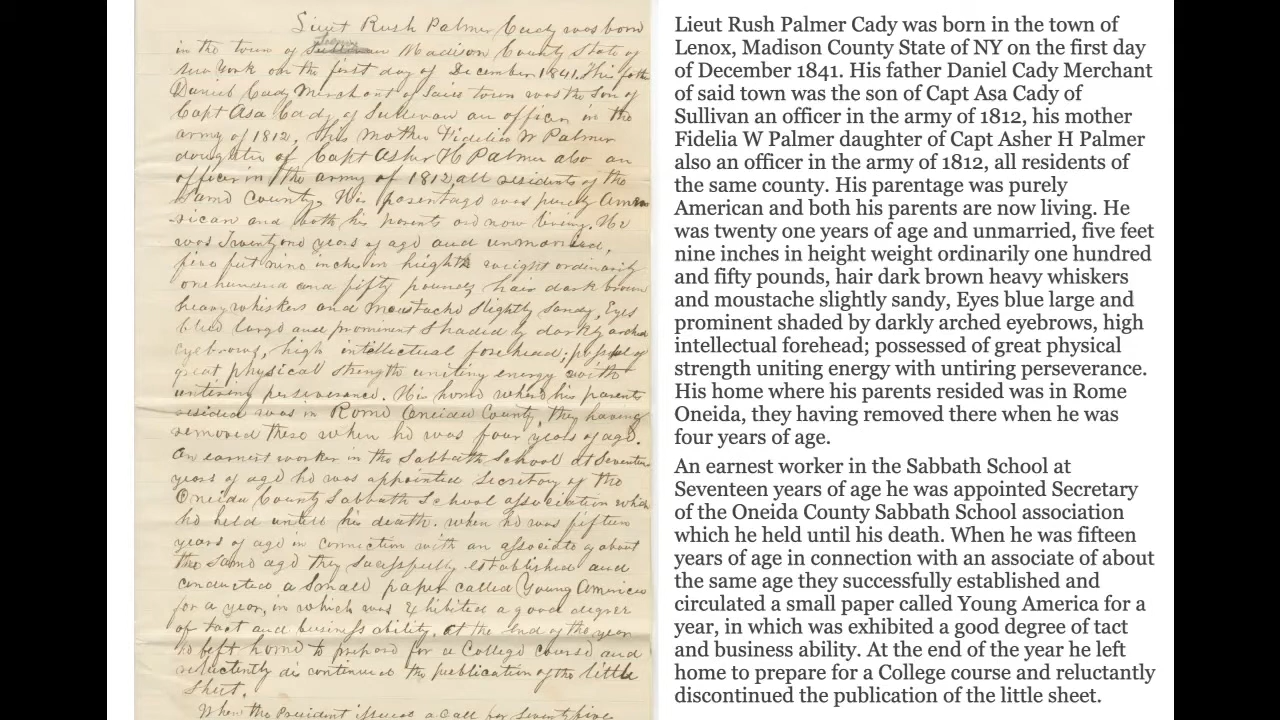 Lieut Rush Palmer Cady was born
in the town of Lenox Madison County State of
New York on the first day of December 1841. His father
Daniel Cady Merchant of said town was the son of
Capt Asa Cady of Sullivan an officer in the
army of 1812, his mother Fidelia W Palmer
daughter of Capt Asher H Palmer also an
officer in the army of 1812, all residents of the
same county. His parentage was purely Ame
rican and both his parents are now living. He
was Twenty one years of age and unmarried,
five feet nine inches in height weight ordinarily
one hundred and fifty pounds, hair dark brown
heavy whiskers and moustache slightly sandy, Eyes
blue large and prominent shaded by darkly arched
eyebrows, high intellectual forehead; possessed of
great physical strength uniting energy with
untiring perseverance. His home where his parents
resided was in Rome Oneida County, they having
removed there when he was four years of age.
An earnest worker in the Sabbath School at Seventeen
years of age he was appointed Secretary of the
Oneida County Sabbath School association which
he held untill his death. When he was fifteen
years of age in connection with an associate of about
the same age they sucessfully established and
conducted a small paper called Young America
for a year, in which was Exhibited a good degree
of tact and business ability. At the end of the year
he left home to prepare for a College course and
reluctently discontinued the publication of the little
Sheet.
When the President issued a call for Seventy five
Lieut Rush Palmer Cady was born in the town of
Lenox, Madison County State of NY on the first day
of December 1841. His father Daniel Cady Merchant
of said town was the son of Capt Asa Cady of
Sullivan an officer in the army of 1812, his mother
Fidelia W Palmer daughter of Capt Asher H Palmer
also an officer in the army of 1812, all residents of
the same county. His parentage was purely
American and both his parents are now living. He
was twenty one years of age and unmarried, five feet
nine inches in height weight ordinarily one hundred
and fifty pounds, hair dark brown heavy whiskers
and moustache slightly sandy, Eyes blue large and
prominent shaded by darkly arched eyebrows, high
intellectual forehead; possessed of great physical
strength uniting energy with untiring perseverance.
His home where his parents resided was in Rome
Oneida, they having removed there when he was
four years of age.
An earnest worker in the Sabbath School at
Seventeen years of age he was appointed Secretary
of the Oneida County Sabbath School association
which he held until his death. When he was fifteen
years of age in connection with an associate of about
the same age they successfully established and
circulated a small paper called Young America for a
year, in which was exhibited a good degree of tact
and business ability. At the end of the year he left
home to prepare for a College course and reluctantly
discontinued the publication of the little sheet.